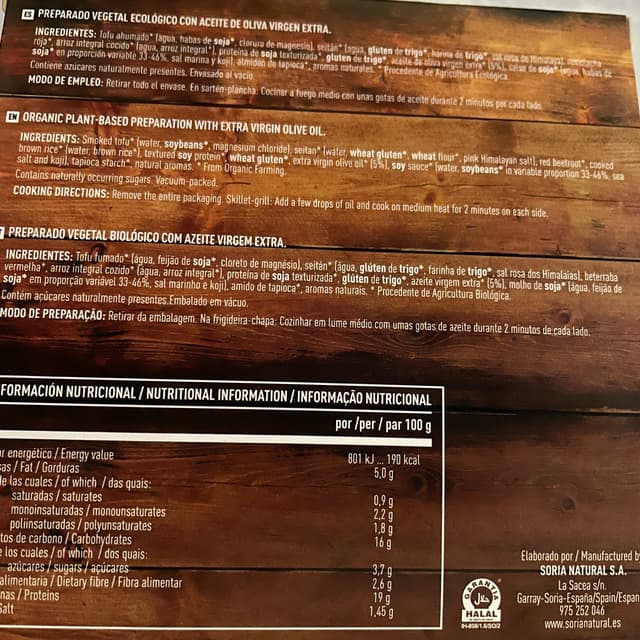 ES PREPARADO VEGETAL ECOLÓGICO CON ACEITE DE OLIVA VIRGEN EXTRA.
INGREDIENTES: Tofu ahumado* (agua, habas de soja*, cloruro de magnesio), seitán* (agua, gluten de trigo*, harina de trigo*, sal rosa de Himalaya), remolacha
roja*, arroz integral cocido* (agua, arroz integral*), proteína de soja texturizada*, gluten de trigo*, aceite de oliva virgen extra* (5%), salsa de soja* (agua, habas de
soja* en proporción variable 33-46%, sal marina y koji), almidón de tapioca*, aromas naturales. * Procedente de Agricultura Ecológica.
Contiene azúcares naturalmente presentes. Envasado al vacío.
MODO DE EMPLEO: Retirar todo el envase. En sartén-plancha: Cocinar a fuego medio con unas gotas de aceite durante 2 minutos por cada lado.
EN ORGANIC PLANT-BASED PREPARATION WITH EXTRA VIRGIN OLIVE OIL.
INGREDIENTS: Smoked tofu* (water, soybeans*, magnesium chloride), seitan* (water, wheat gluten*, wheat flour*, pink Himalayan salt), red beetroot*, cooked
brown rice* (water, brown rice*), textured soy protein*, wheat gluten*, extra virgin olive oil* (5%), soy sauce* (water, soybeans* in variable proportion 33-46%, sea
salt and koji), tapioca starch*, natural aromas. * From Organic Farming.
Contains naturally occurring sugars. Vacuum-packed.
COOKING DIRECTIONS: Remove the entire packaging. Skillet-grill: Add a few drops of oil and cook on medium heat for 2 minutes on each side.
PREPARADO VEGETAL BIOLÓGICO COM AZEITE VIRGEM EXTRA.
INGREDIENTES: Tofu fumado* (água, feijão de soja*, cloreto de magnésio), seitán* (água, glúten de trigo*, farinha de trigo*, sal rosa dos Himalaias), beterraba
vermelha*, arroz integral cozido* (água, arroz integral*), proteína de soja texturizada*, glúten de trigo*, azeite virgem extra* (5%), molho de soja* (água, feijão de
soja* em proporção variável 33-46%, sal marinho e koji), amido de tapioca*, aromas naturais. * Procedente de Agricultura Biológica.
Contém açúcares naturalmente presentes.Embalado em vácuo.
MODO DE PREPARAÇÃO: Retirar da embalagem. Na frigideira-chapa: Cozinhar em lume médio com umas gotas de azeite durante 2 minutos de cada lado.
FORMACIÓN NUTRICIONAL / NUTRITIONAL INFORMATION / INFORMAÇÃO NUTRICIONAL
por /per / par 100 g
r energético / Energy value 801 kJ ... 190 kcal
sas / Fat / Gorduras 5,0 g
e las cuales / of which / das quais:
saturadas / saturates 0,9 g
monoinsaturadas / monounsaturates 2,2 g
poliinsaturadas / polyunsaturates 1,8 g
tos de carbono / Carbohydrates 16 g
e los cuales / of which / dos quais:
azúcares / sugars / açúcares 3,7 g
alimentaria / Dietary fibre / Fibra alimentar 2,6 g
nas / Proteins 19 g
Salt 1,45 g
GARANTIA
HALAL
Elaborado por / Manufactured by
SORIA NATURAL S.A.
La Sacea s/n.
Garray-Soria-España/Spain/Espan
975 252 046
www.sorianatural.es